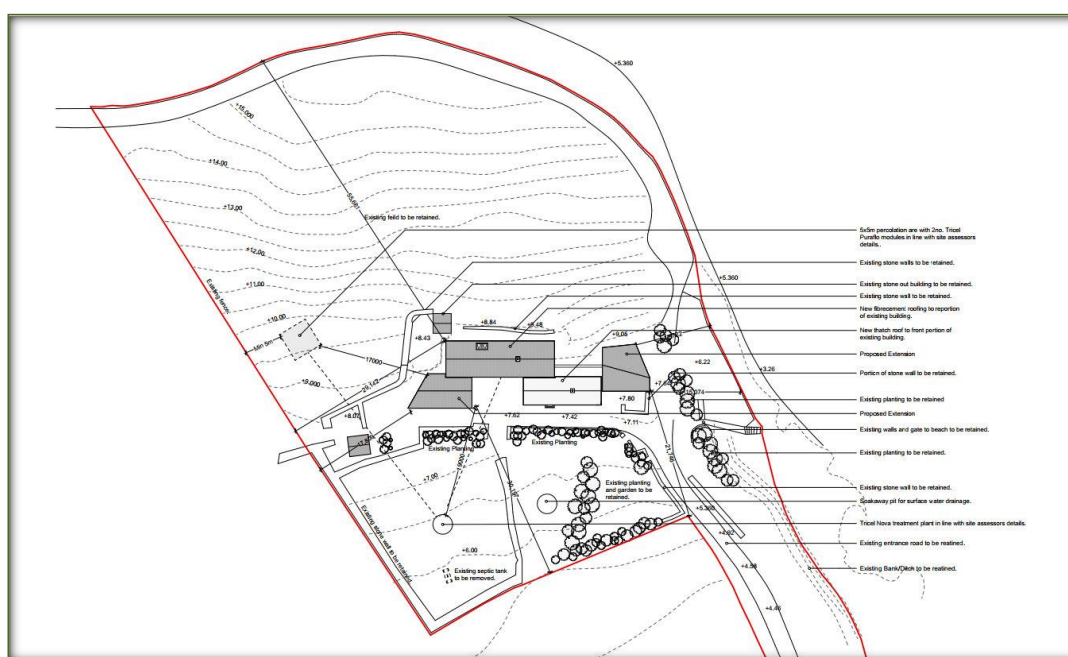 +5.360
+15.000
+14.00
+13.00
+12.00
+11.00
+10.00
+9.000
Existing feild to be retained.
Existing fence.
Min 5m
17000
+8.43
+8.84
+8.48
+9.05
+8.22
+5.360
+3.26
+7.80
+7.62
+7.42
+7.11
+8.02
Existing Planting
Existing Planting
+7.00
Existing planting
and garden to be
retained.
+6.00
Existing septic tank
to be removed.
Existing stone wall to be retained.
+4.92
+4.58
+4.45
5x5m percolation are with 2no. Tricel
Puraflo modules in line with site assessors
details..
Existing stone walls to be retained.
Existing stone out building to be retained.
Existing stone wall to be retained.
New fibrecement roofing to reportion
of existing building.
New thatch roof to front portion of
existing building.
Proposed Extension
Portion of stone wall to be retained.
Existing planting to be retained
Proposed Extension
Existing walls and gate to beach to be retained.
Existing planting to be retained.
Existing stone wall to be retained.
Soakaway pit for surface water drainage.
Tricel Nova treatment plant in line with site assessors details.
Existing entrance road to be reatined.
Existing Bank/Ditch to be reatined.